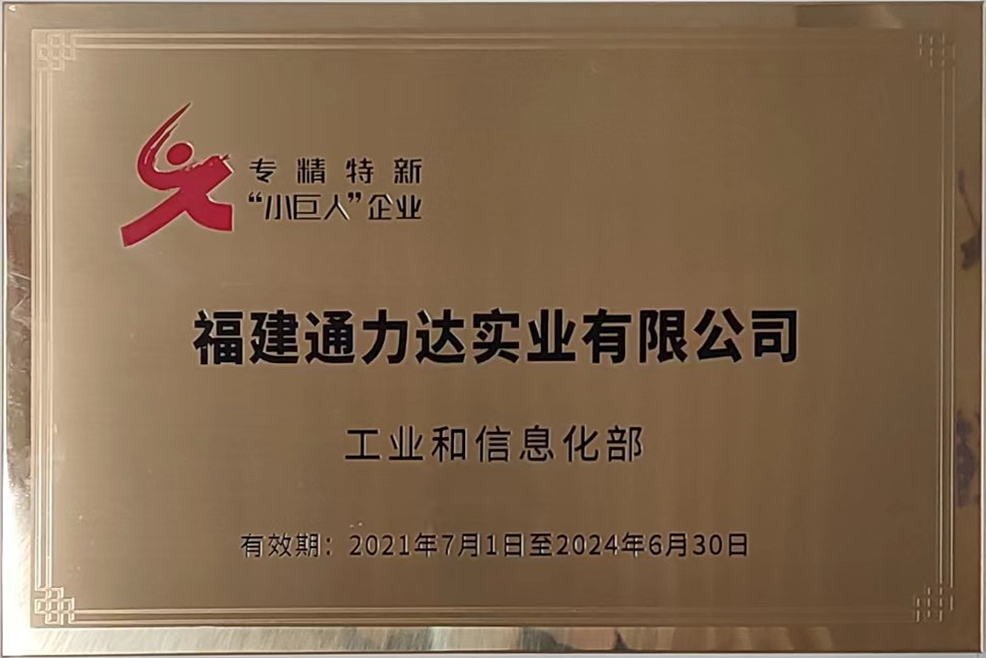 专精特新
“小巨人”企业
福建通力达实业有限公司
工业和信息化部
有效期：2021年7月1日至2024年6月30日